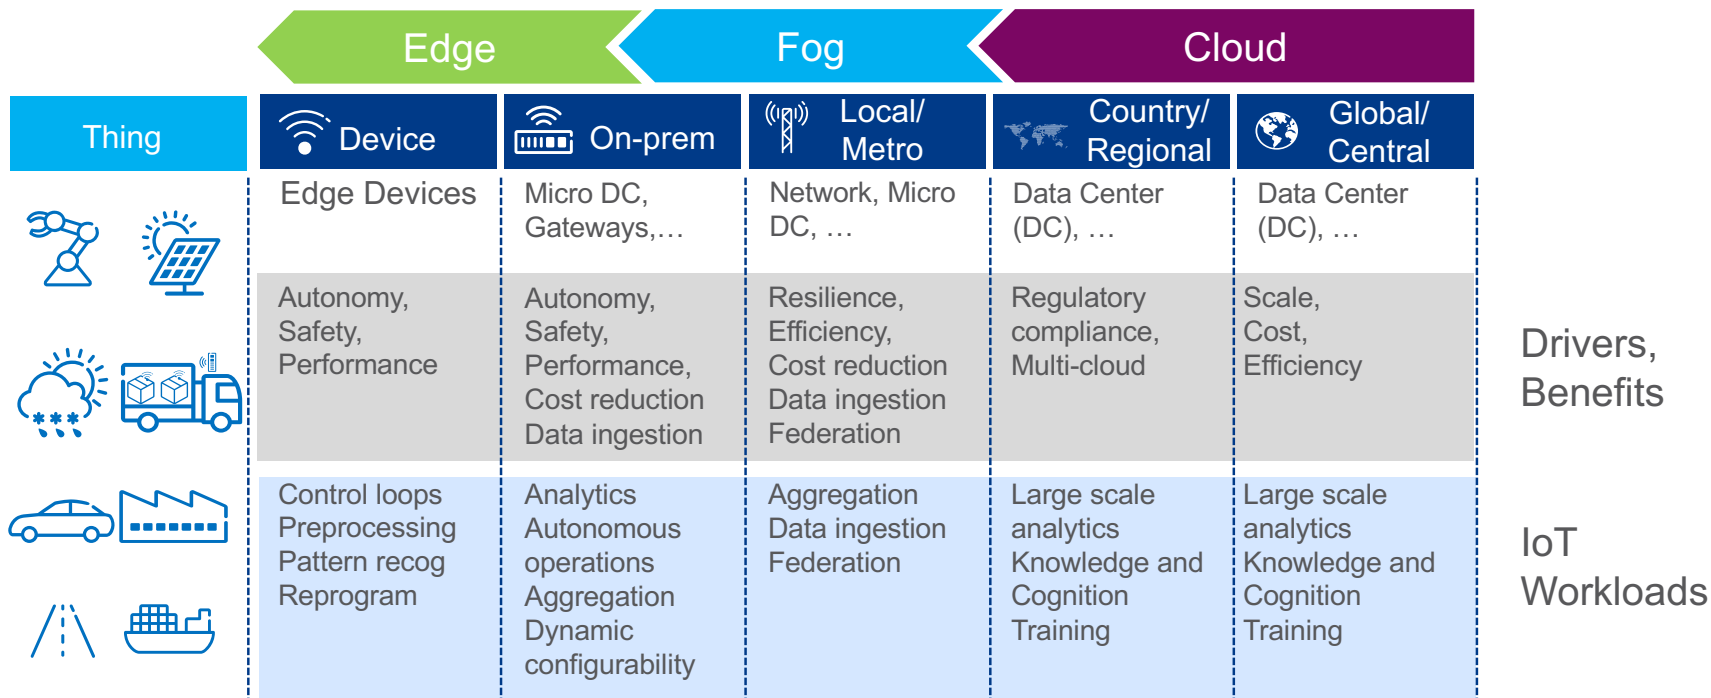 Edge
Fog
Cloud
Thing
Device
On-prem
Local/
Metro
Country/
Regional
Global/
Central
Edge Devices
Micro DC,
Gateways,…
Network, Micro
DC, …
Data Center
(DC), …
Data Center
(DC), …
Autonomy,
Safety,
Performance
Autonomy,
Safety,
Performance,
Cost reduction
Data ingestion
Resilience,
Efficiency,
Cost reduction
Data ingestion
Federation
Regulatory
compliance,
Multi-cloud
Scale,
Cost,
Efficiency
Drivers,
Benefits
Control loops
Preprocessing
Pattern recog
Reprogram
Analytics
Autonomous
operations
Aggregation
Dynamic
configurability
Aggregation
Data ingestion
Federation
Large scale
analytics
Knowledge and
Cognition
Training
Large scale
analytics
Knowledge and
Cognition
Training
IoT
Workloads